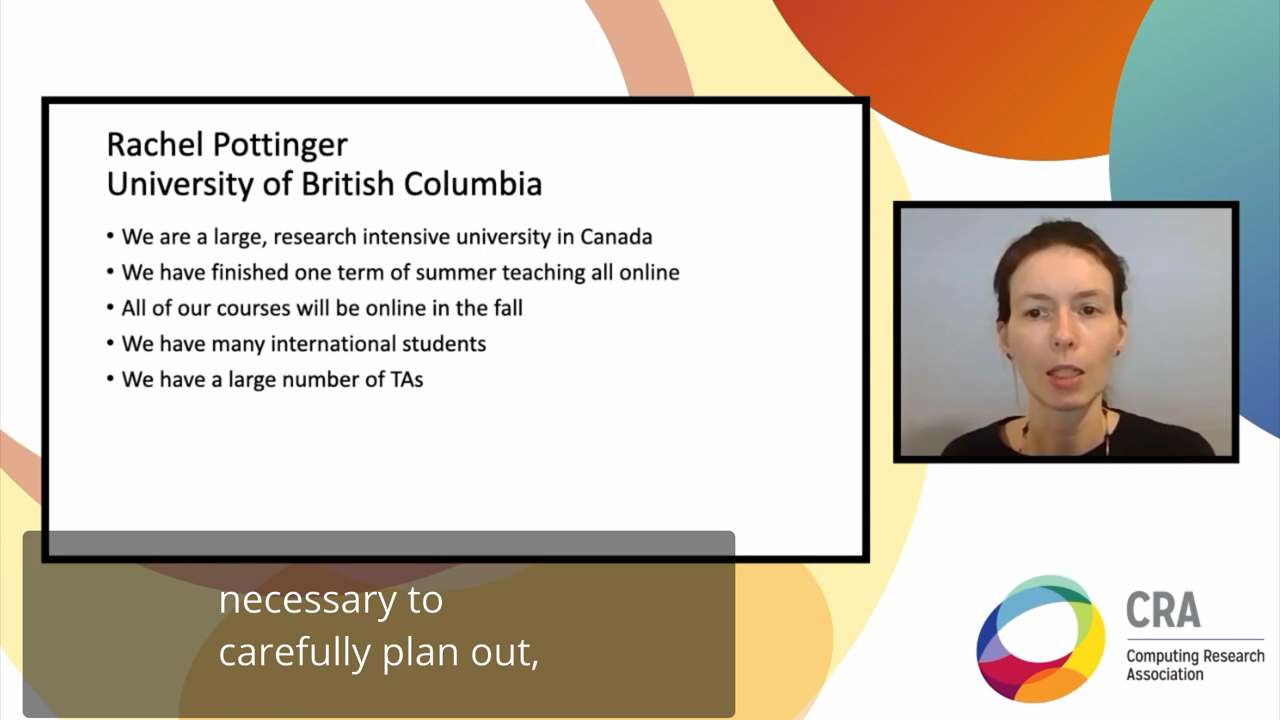 Rachel Pottinger
University of British Columbia
• We are a large, research intensive university in Canada
• We have finished one term of summer teaching all online
• All of our courses will be online in the fall
• We have many international students
• We have a large number of TAs
necessary to
carefully plan out,
CRA
Computing Research
Association